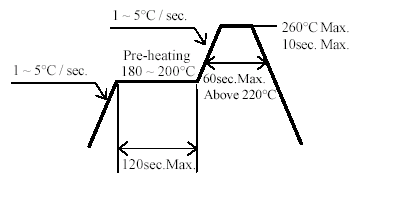 1 ~ 5°C / sec.
260°C Max.
10sec. Max.
Pre-heating
180 ~ 200°C
1 ~ 5°C / sec.
60sec.Max.
Above 220°C
120sec.Max.